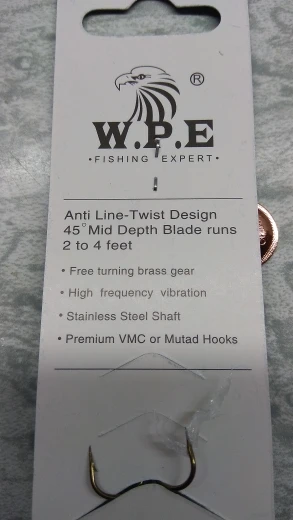 ®
W.P.E
•FISHING EXPERT•
Anti Line-Twist Design
45° Mid Depth Blade runs
2 to 4 feet
• Free turning brass gear
• High frequency vibration
• Stainless Steel Shaft
• Premium VMC or Mutad Hooks